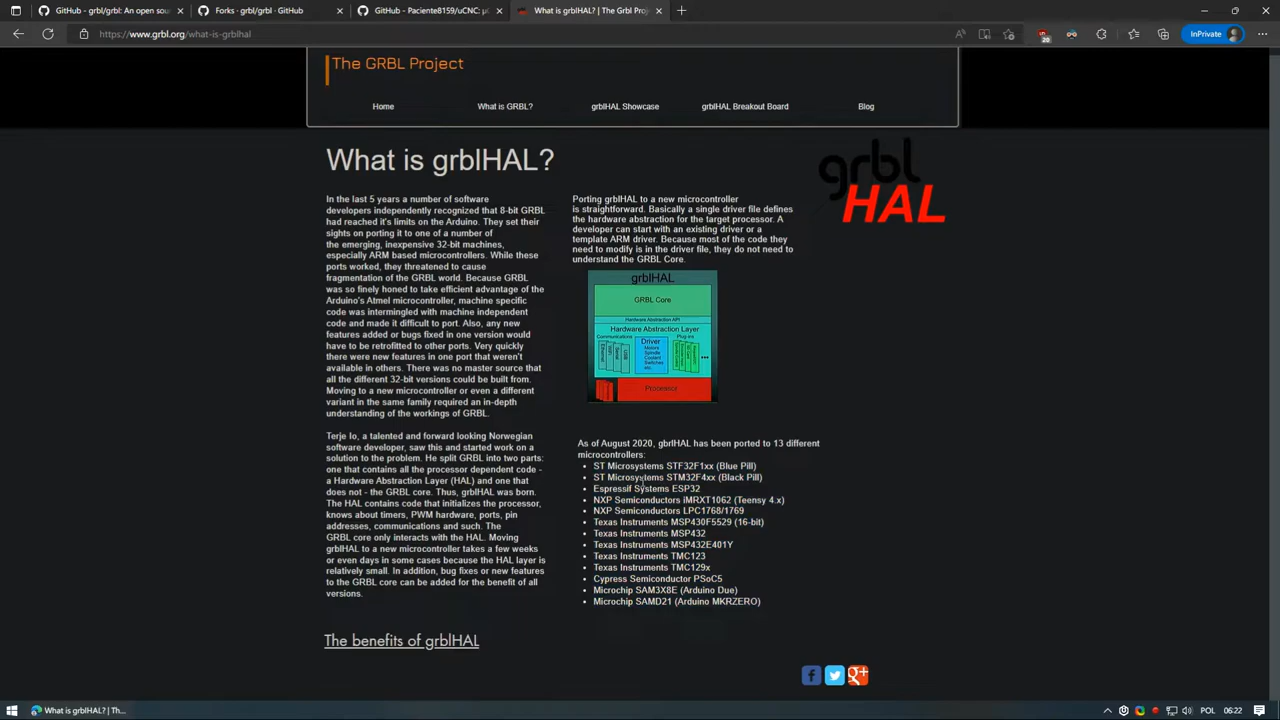 GitHub - grbl/grbl: An open sou
Forks · grbl/grbl · GitHub
GitHub - Paciente8159/uCNC: µC
What is grblHAL? | The Grbl Proj
https://www.grbl.org/what-is-grblhal
20
InPrivate
The GRBL Project
Home
What is GRBL?
grblHAL Showcase
grblHAL Breakout Board
Blog
What is grblHAL?
grbl
HAL
In the last 5 years a number of software
developers independently recognized that 8-bit GRBL
had reached it's limits on the Arduino. They set their
sights on porting it to one of a number of
the emerging, inexpensive 32-bit machines,
especially ARM based microcontrollers. While these
ports worked, they threatened to cause
fragmentation of the GRBL world. Because GRBL
was so finely honed to take efficient advantage of the
Arduino's Atmel microcontroller, machine specific
code was intermingled with machine independent
code and made it difficult to port. Also, any new
features added or bugs fixed in one version would
have to be retrofitted to other ports. Very quickly
there were new features in one port that weren't
available in others. There was no master source that
all the different 32-bit versions could be built from.
Moving to a new microcontroller or even a different
variant in the same family required an in-depth
understanding of the workings of GRBL.
Terje Io, a talented and forward looking Norwegian
software developer, saw this and started work on a
solution to the problem. He split GRBL into two parts:
one that contains all the processor dependent code -
a Hardware Abstraction Layer (HAL) and one that
does not - the GRBL core. Thus, grblHAL was born.
The HAL contains code that initializes the processor,
knows about timers, PWM hardware, ports, pin
addresses, communications and such. The
GRBL core only interacts with the HAL. Moving
grblHAL to a new microcontroller takes a few weeks
or even days in some cases because the HAL layer is
relatively small. In addition, bug fixes or new features
to the GRBL core can be added for the benefit of all
versions.
The benefits of grblHAL
Porting grblHAL to a new microcontroller
is straightforward. Basically a single driver file defines
the hardware abstraction for the target processor. A
developer can start with an existing driver or a
template ARM driver. Because most of the code they
need to modify is in the driver file, they do not need to
understand the GRBL Core.
grblHAL
GRBL Core
Hardware Abstraction API
Hardware Abstraction Layer
Communications
Plug-ins
Driver
Motors
Spindle
Coolant
Switches
etc.
Processor
As of August 2020, gbrlHAL has been ported to 13 different
microcontrollers:
• ST Microsystems STF32F1xx (Blue Pill)
• ST Microsystems STM32F4xx (Black Pill)
• Espressif Systems ESP32
• NXP Semiconductors iMRXT1062 (Teensy 4.x)
• NXP Semiconductors LPC1768/1769
• Texas Instruments MSP430F5529 (16-bit)
• Texas Instruments MSP432
• Texas Instruments MSP432E401Y
• Texas Instruments TMC123
• Texas Instruments TMC129x
• Cypress Semiconductor PSoC5
• Microchip SAM3X8E (Arduino Due)
• Microchip SAMD21 (Arduino MKRZERO)
What is grblHAL? | Th...
POL
06:22